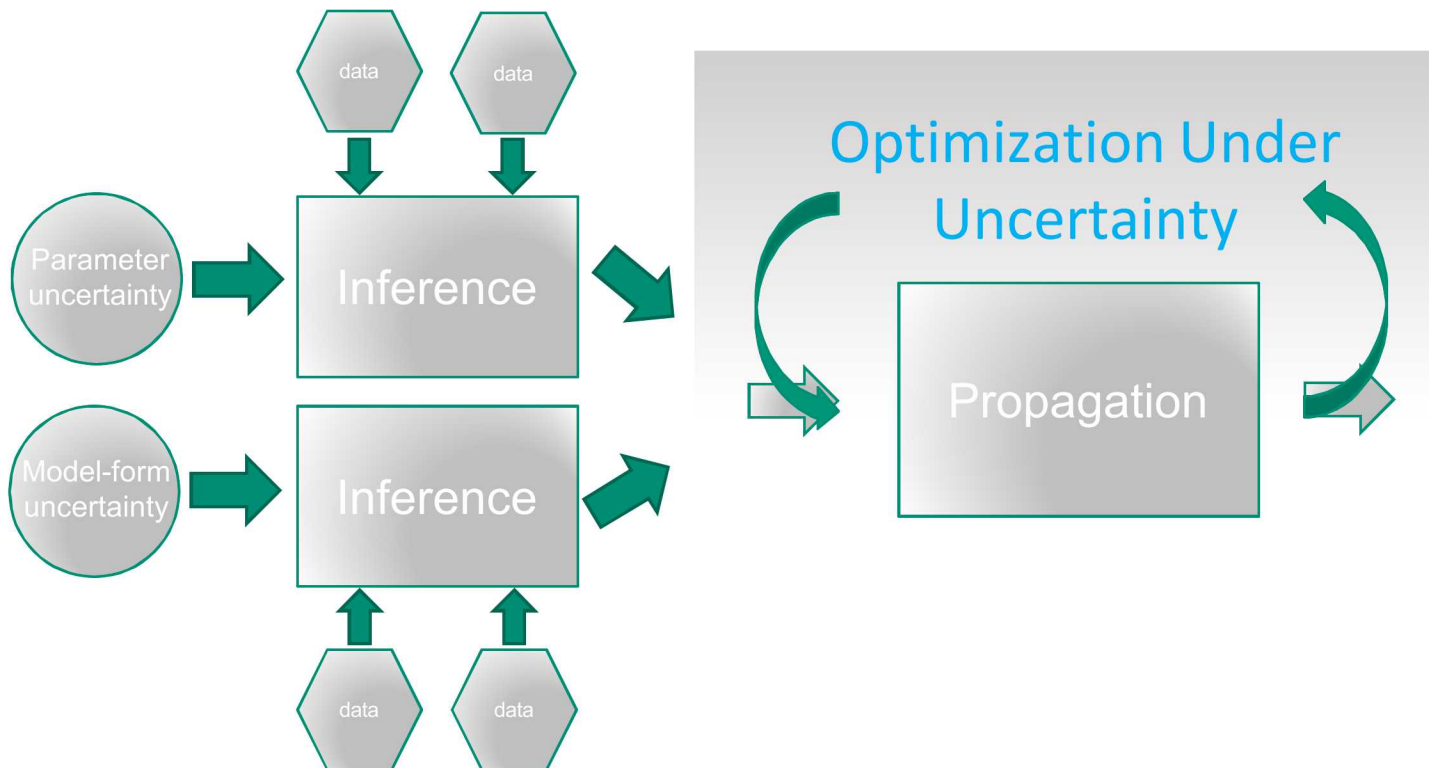 data
data
Optimization Under
Uncertainty
Parameter
uncertainty
Inference
Propagation
Model-form
uncertainty
Inference
data
data